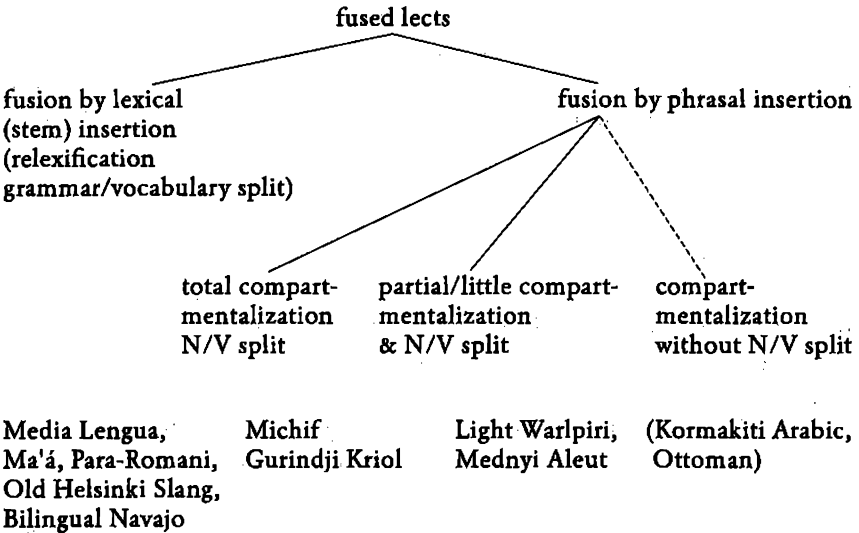 fused lects
fusion by lexical
(stem) insertion
(relexification
grammar/vocabulary split)
fusion by phrasal insertion
total compart-
mentalization
N/V split
partial/little compart-
mentalization
& N/V split
compart-
mentalization
without N/V split
Media Lengua,
Ma'á, Para-Romani,
Old Helsinki Slang,
Bilingual Navajo
Michif
Gurindji Kriol
Light Warlpiri,
Mednyi Aleut
(Kormakiti Arabic,
Ottoman)